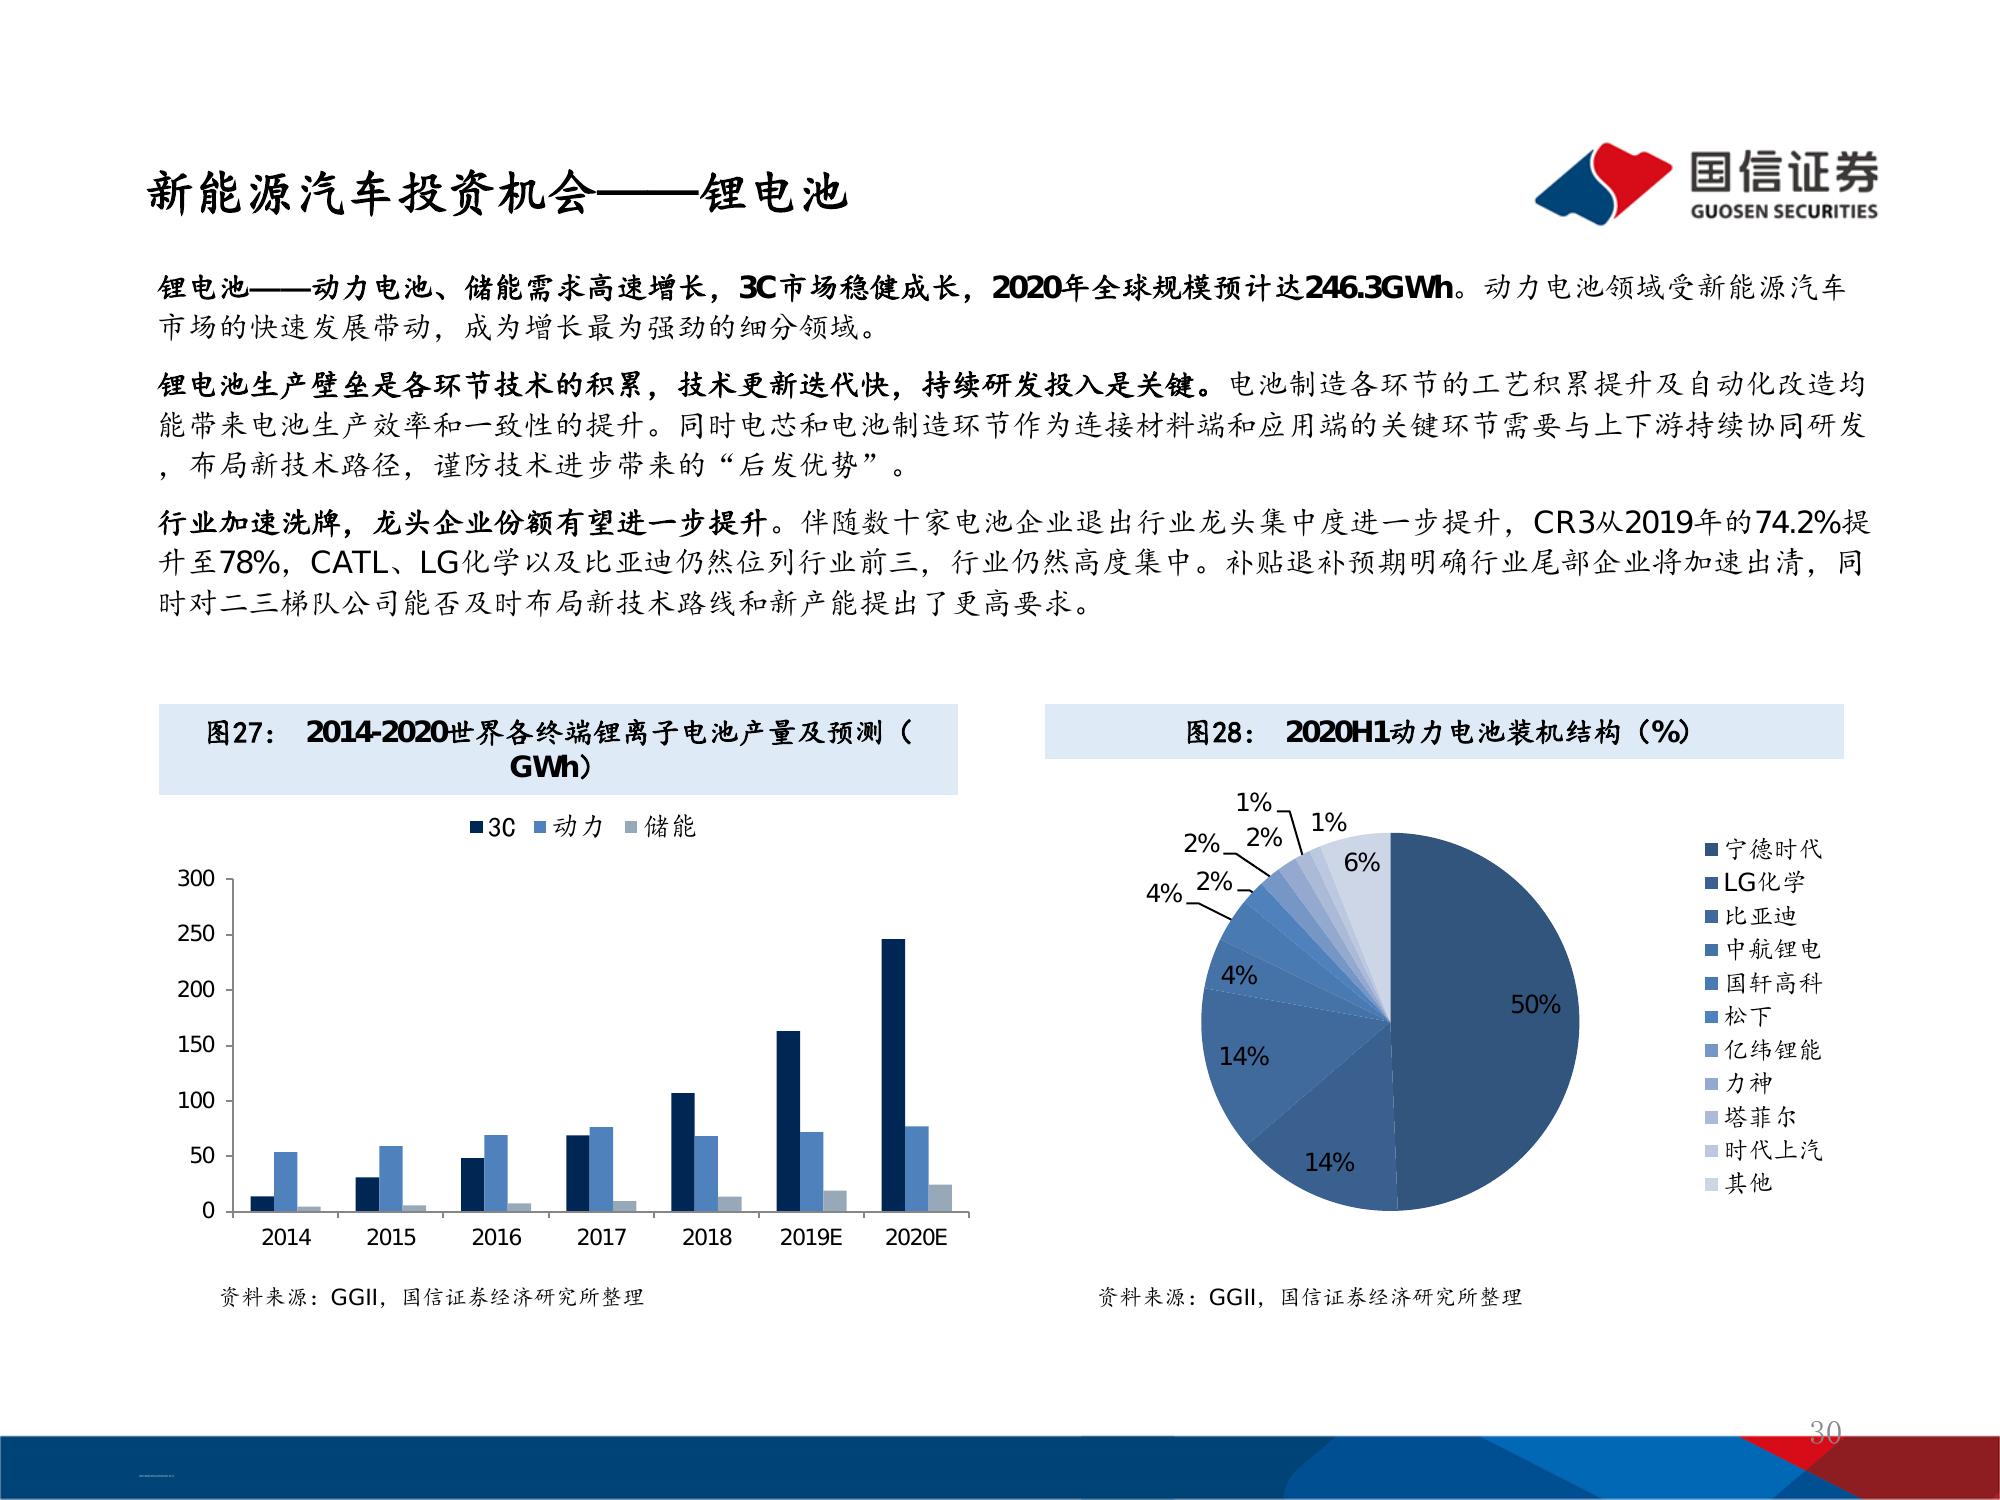 新能源汽车投资机会——锂电池
国信证券
GUOSEN SECURITIES
锂电池——动力电池、储能需求高速增长，3C市场稳健成长，2020年全球规模预计达246.3GWh。动力电池领域受新能源汽车
市场的快速发展带动，成为增长最为强劲的细分领域。
锂电池生产壁垒是各环节技术的积累，技术更新迭代快，持续研发投入是关键。电池制造各环节的工艺积累提升及自动化改造均
能带来电池生产效率和一致性的提升。同时电芯和电池制造环节作为连接材料端和应用端的关键环节需要与上下游持续协同研发
，布局新技术路径，谨防技术进步带来的“后发优势”。
行业加速洗牌，龙头企业份额有望进一步提升。伴随数十家电池企业退出行业龙头集中度进一步提升，CR3从2019年的74.2%提
升至78%，CATL、LG化学以及比亚迪仍然位列行业前三，行业仍然高度集中。补贴退补预期明确行业尾部企业将加速出清，同
时对二三梯队公司能否及时布局新技术路线和新产能提出了更高要求。
图27： 2014-2020世界各终端锂离子电池产量及预测（
GWh）
3C 动力 储能
300
250
200
150
100
50
0
2014 2015 2016 2017 2018 2019E 2020E
资料来源：GGII，国信证券经济研究所整理
图28： 2020H1动力电池装机结构（%）
1%
1%
2%
2%
6%
2%
4%
4%
50%
14%
14%
宁德时代
LG化学
比亚迪
中航锂电
国轩高科
松下
亿纬锂能
力神
塔菲尔
时代上汽
其他
资料来源：GGII，国信证券经济研究所整理
30